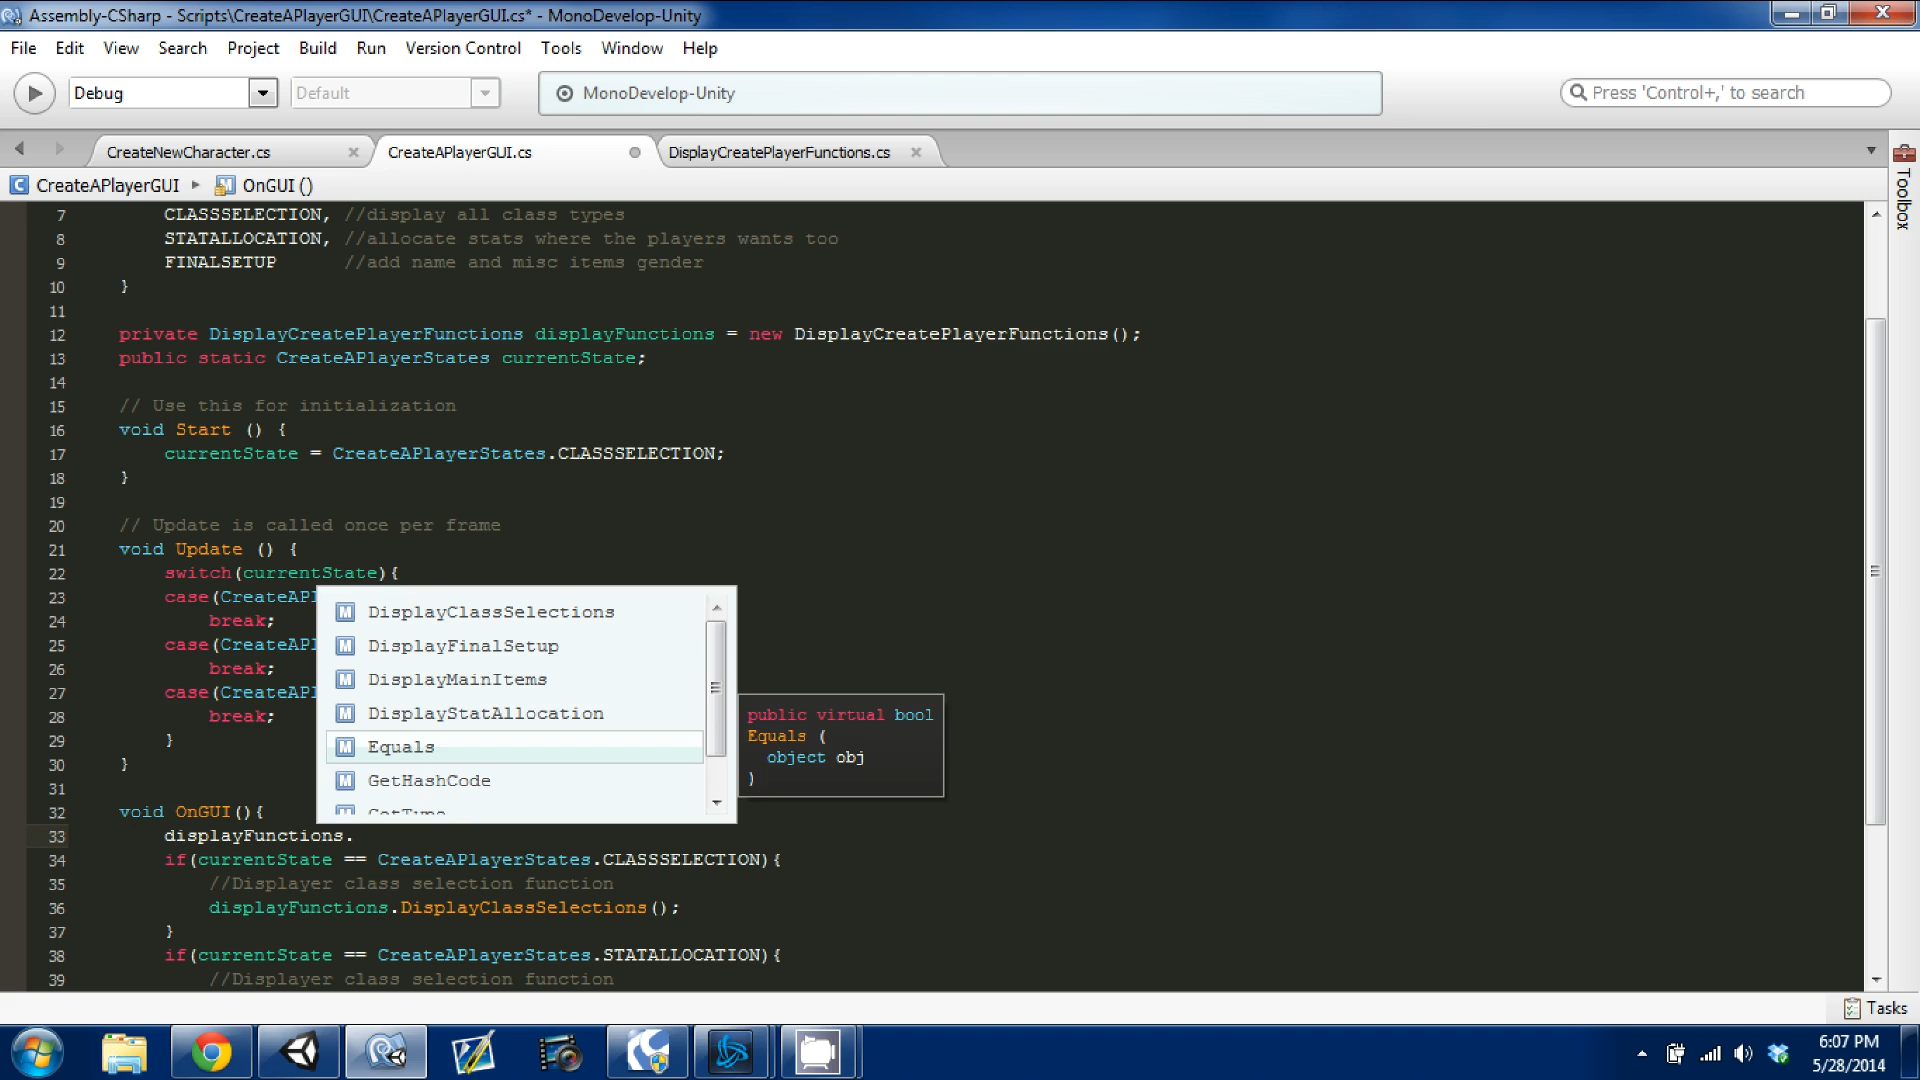 Assembly-CSharp - Scripts\CreateAPlayerGUI\CreateAPlayerGUI.cs* - MonoDevelop-Unity
File Edit View Search Project Build Run Version Control Tools Window Help
Debug Default MonoDevelop-Unity Press 'Control+,' to search
CreateNewCharacter.cs CreateAPlayerGUI.cs DisplayCreatePlayerFunctions.cs
CreateAPlayerGUI OnGUI ()
Toolbox
7 CLASSSELECTION, //display all class types
8 STATALLOCATION, //allocate stats where the players wants too
9 FINALSETUP //add name and misc items gender
10 }
11
12 private DisplayCreatePlayerFunctions displayFunctions = new DisplayCreatePlayerFunctions();
13 public static CreateAPlayerStates currentState;
14
15 // Use this for initialization
16 void Start () {
17 currentState = CreateAPlayerStates.CLASSSELECTION;
18 }
19
20 // Update is called once per frame
21 void Update () {
22 switch(currentState){
23 case(CreateAPl
24 break;
25 case(CreateAPl
26 break;
27 case(CreateAPl
28 break;
29 }
30 }
31
32 void OnGUI(){
33 displayFunctions.
34 if(currentState == CreateAPlayerStates.CLASSSELECTION){
35 //Displayer class selection function
36 displayFunctions.DisplayClassSelections();
37 }
38 if(currentState == CreateAPlayerStates.STATALLOCATION){
39 //Displayer class selection function
M DisplayClassSelections
M DisplayFinalSetup
M DisplayMainItems
M DisplayStatAllocation
M Equals
M GetHashCode
M GetType
public virtual bool
Equals (
object obj
)
Tasks
6:07 PM
5/28/2014